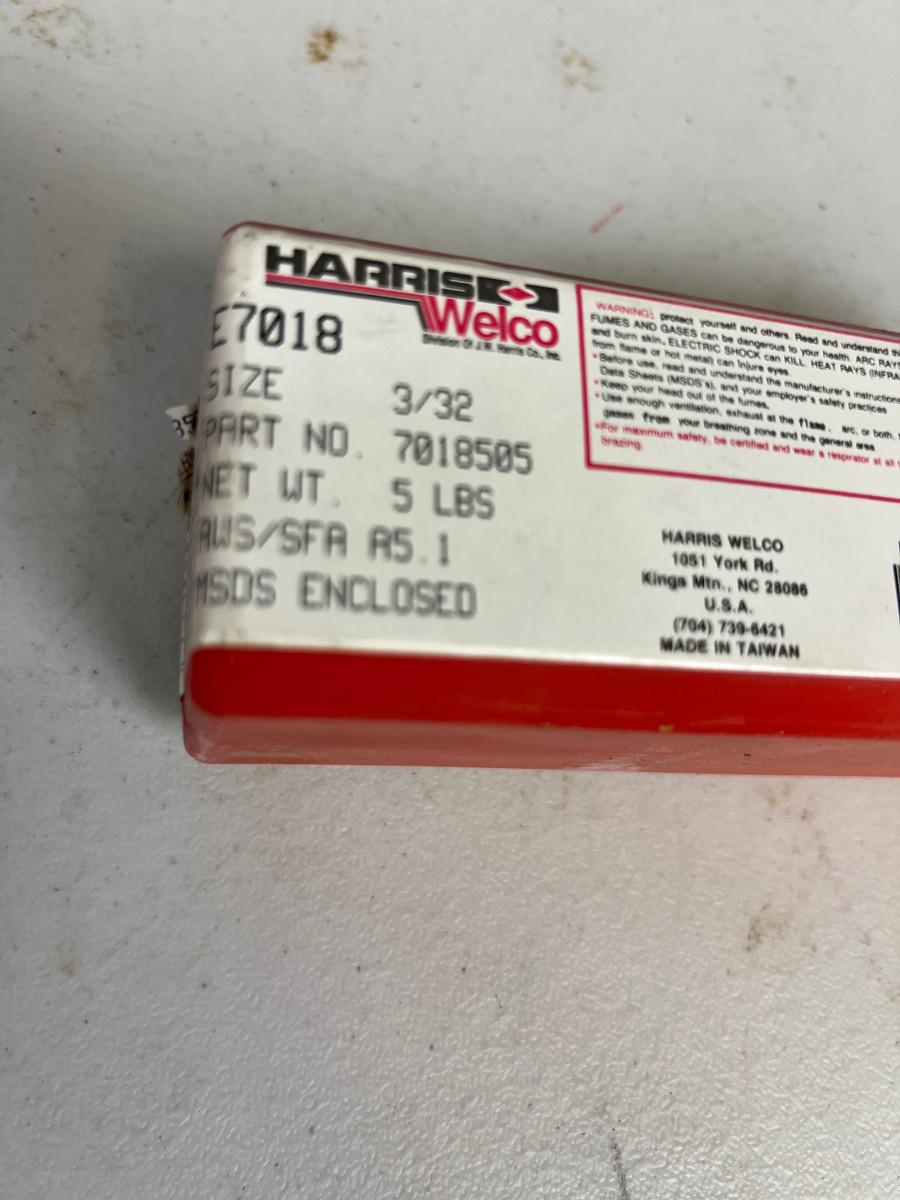 HARRIS
Welco
Division Of J.W. Harris Co., Inc.
E7018
SIZE 3/32
PART NO. 7018505
NET WT. 5 LBS
AWS/SFA A5.1
MSDS ENCLOSED
WARNING: protect yourself and others. Read and understand
FUMES AND GASES can be dangerous to your health. ARC RAYS
and burn skin. ELECTRIC SHOCK can KILL. HEAT RAYS (INFRA
from flame or hot metal) can injure eyes.
*Before use, read and understand the manufacturer's instructions
Data Sheets (MSDS's), and your employer's safety practices
*Keep your head out of the fumes.
*Use enough ventilation, exhaust at the flame, arc, or both,
gases from your breathing zone and the general area
*For maximum safety, be certified and wear a respirator at all
brazing.
HARRIS WELCO
1051 York Rd.
Kings Mtn., NC 28086
U.S.A.
(704) 739-6421
MADE IN TAIWAN